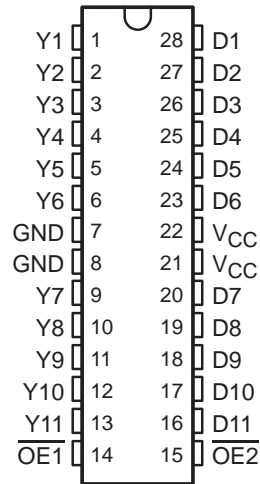 Y1 1 28 D1
Y2 2 27 D2
Y3 3 26 D3
Y4 4 25 D4
Y5 5 24 D5
Y6 6 23 D6
GND 7 22 VCC
GND 8 21 VCC
Y7 9 20 D7
Y8 10 19 D8
Y9 11 18 D9
Y10 12 17 D10
Y11 13 16 D11
O̅E̅1̅ 14 15 O̅E̅2̅